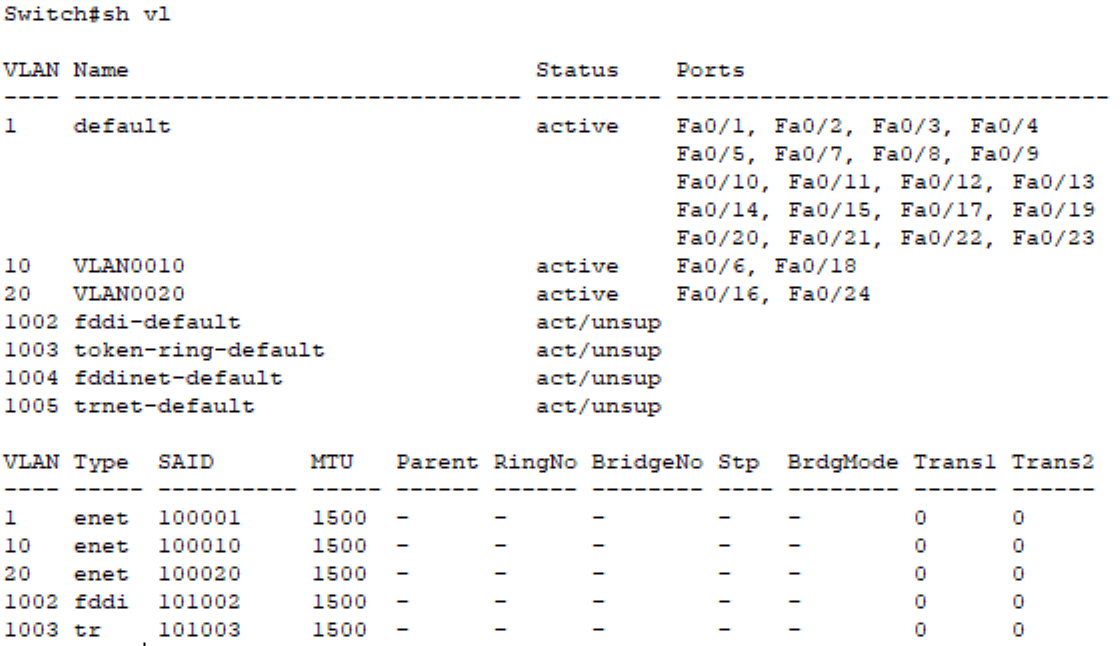 Switch#sh vl
VLAN Name                             Status    Ports
---- -------------------------------- --------- -------------------------------
1    default                          active    Fa0/1, Fa0/2, Fa0/3, Fa0/4
                                                Fa0/5, Fa0/7, Fa0/8, Fa0/9
                                                Fa0/10, Fa0/11, Fa0/12, Fa0/13
                                                Fa0/14, Fa0/15, Fa0/17, Fa0/19
                                                Fa0/20, Fa0/21, Fa0/22, Fa0/23
10   VLAN0010                         active    Fa0/6, Fa0/18
20   VLAN0020                         active    Fa0/16, Fa0/24
1002 fddi-default                     act/unsup
1003 token-ring-default               act/unsup
1004 fddinet-default                  act/unsup
1005 trnet-default                    act/unsup
VLAN Type  SAID       MTU   Parent RingNo BridgeNo Stp  BrdgMode Trans1 Trans2
---- ----- ---------- ----- ------ ------ -------- ---- -------- ------ ------
1    enet  100001     1500  -      -      -        -    -        0      0
10   enet  100010     1500  -      -      -        -    -        0      0
20   enet  100020     1500  -      -      -        -    -        0      0
1002 fddi  101002     1500  -      -      -        -    -        0      0
1003 tr    101003     1500  -      -      -        -    -        0      0